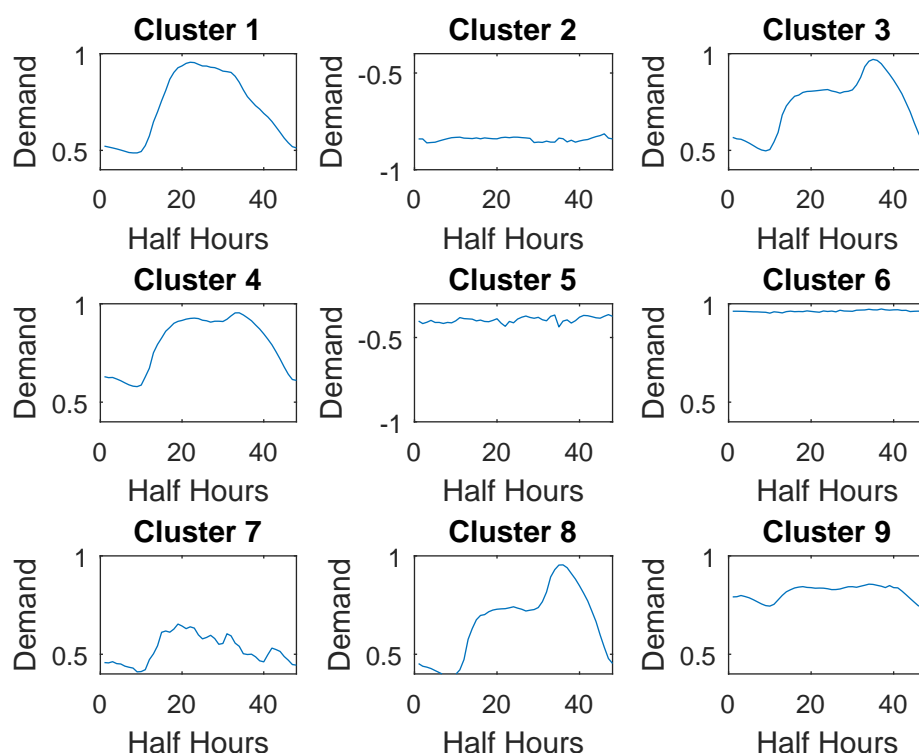 Cluster 1 Cluster 2 Cluster 3
Demand 1 0.5 Demand -0.5 -1 Demand 1 0.5
0 20 40 0 20 40 0 20 40
Half Hours Half Hours Half Hours
Cluster 4 Cluster 5 Cluster 6
Demand 1 0.5 Demand -0.5 -1 Demand 1 0.5
0 20 40 0 20 40 0 20 40
Half Hours Half Hours Half Hours
Cluster 7 Cluster 8 Cluster 9
Demand 1 0.5 Demand 1 0.5 Demand 1 0.5
0 20 40 0 20 40 0 20 40
Half Hours Half Hours Half Hours